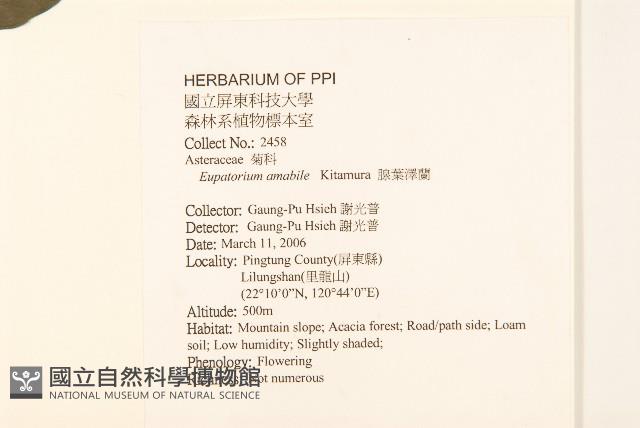 HERBARIUM OF PPI
國立屏東科技大學
森林系植物標本室
Collect No.: 2458
Asteraceae 菊科
Eupatorium amabile Kitamura 腺葉澤蘭
Collector: Gaung-Pu Hsieh 謝光普
Detector: Gaung-Pu Hsieh 謝光普
Date: March 11, 2006
Locality: Pingtung County(屏東縣)
Lilungshan(里龍山)
(22°10’0”N, 120°44’0”E)
Altitude: 500m
Habitat: Mountain slope; Acacia forest; Road/path side; Loam
soil; Low humidity; Slightly shaded;
Phenology: Flowering
not numerous
國立自然科學博物館
NATIONAL MUSEUM OF NATURAL SCIENCE